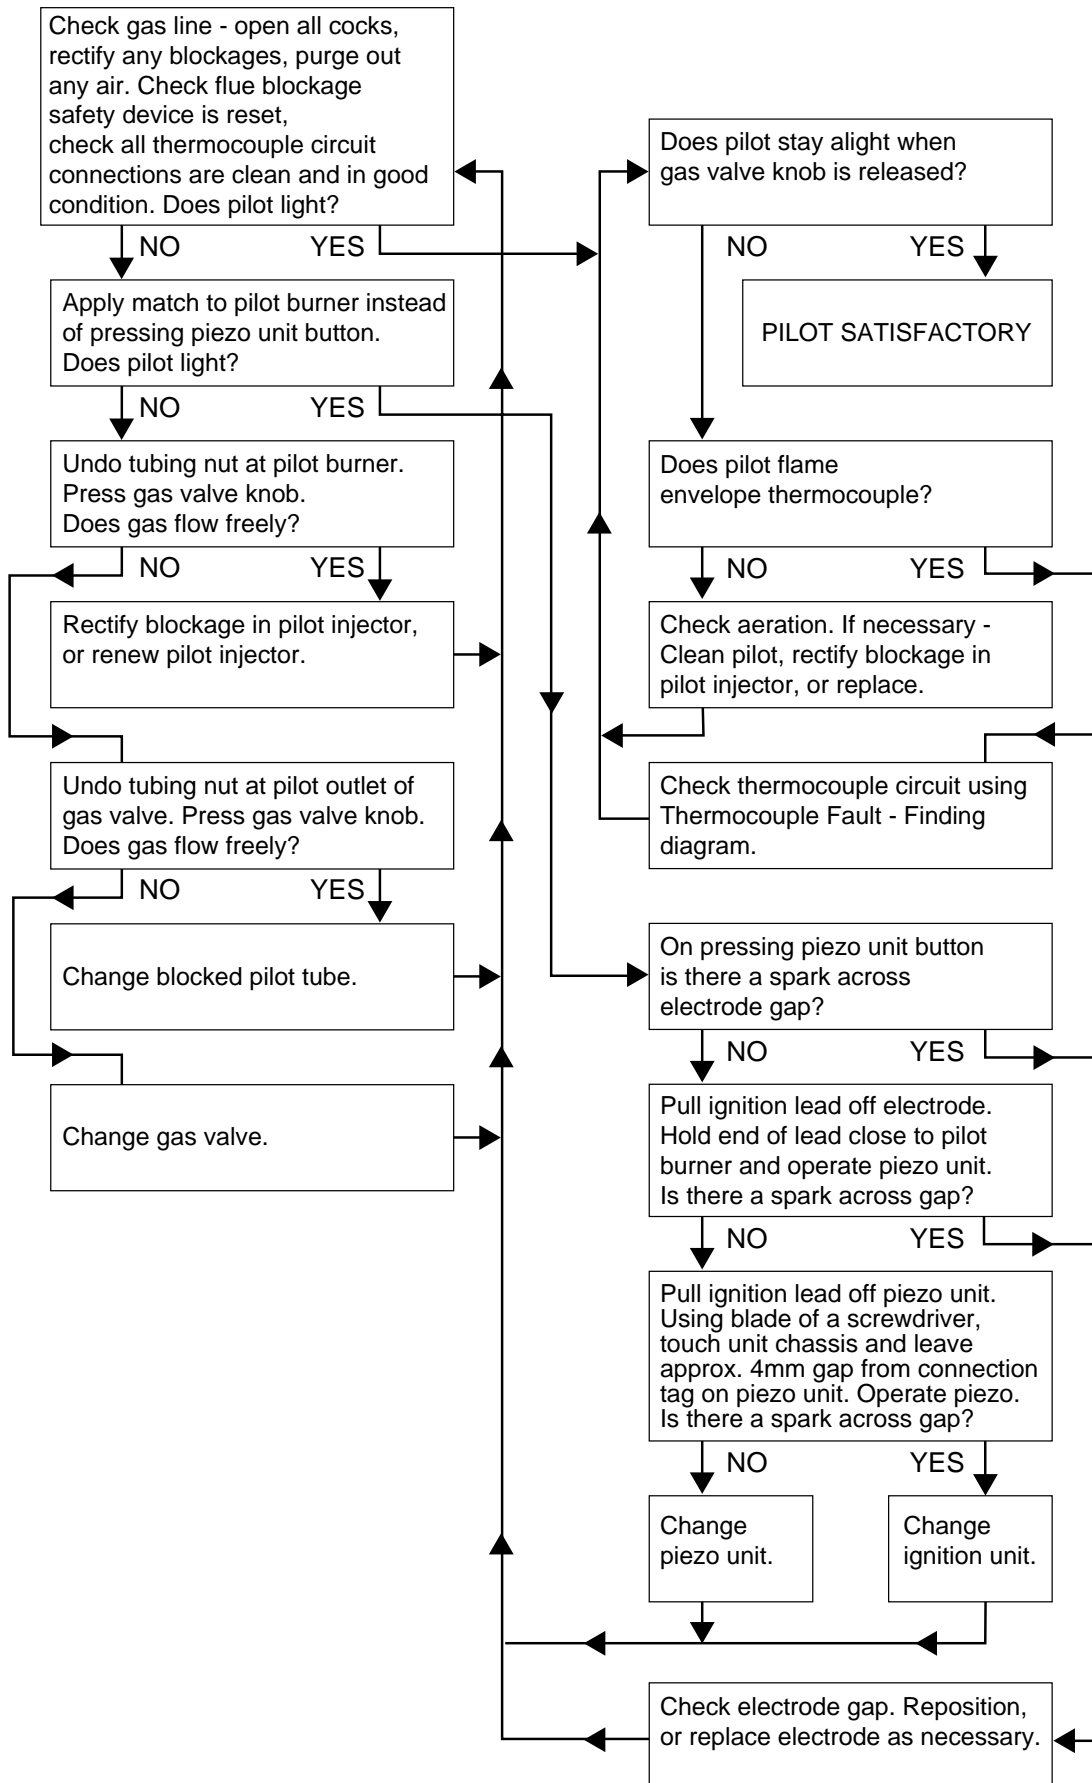 Check gas line - open all cocks,
rectify any blockages, purge out
any air. Check flue blockage
safety device is reset,
check all thermocouple circuit
connections are clean and in good
condition. Does pilot light?
NO
YES
Apply match to pilot burner instead
of pressing piezo unit button.
Does pilot light?
NO
YES
Undo tubing nut at pilot burner.
Press gas valve knob.
Does gas flow freely?
NO
YES
Rectify blockage in pilot injector,
or renew pilot injector.
Undo tubing nut at pilot outlet of
gas valve. Press gas valve knob.
Does gas flow freely?
NO
YES
Change blocked pilot tube.
Change gas valve.
Does pilot stay alight when
gas valve knob is released?
NO
YES
PILOT SATISFACTORY
Does pilot flame
envelope thermocouple?
NO
YES
Check aeration. If necessary -
Clean pilot, rectify blockage in
pilot injector, or replace.
Check thermocouple circuit using
Thermocouple Fault - Finding
diagram.
On pressing piezo unit button
is there a spark across
electrode gap?
NO
YES
Pull ignition lead off electrode.
Hold end of lead close to pilot
burner and operate piezo unit.
Is there a spark across gap?
NO
YES
Pull ignition lead off piezo unit.
Using blade of a screwdriver,
touch unit chassis and leave
approx. 4mm gap from connection
tag on piezo unit. Operate piezo.
Is there a spark across gap?
NO
YES
Change
piezo unit.
Change
ignition unit.
Check electrode gap. Reposition,
or replace electrode as necessary.